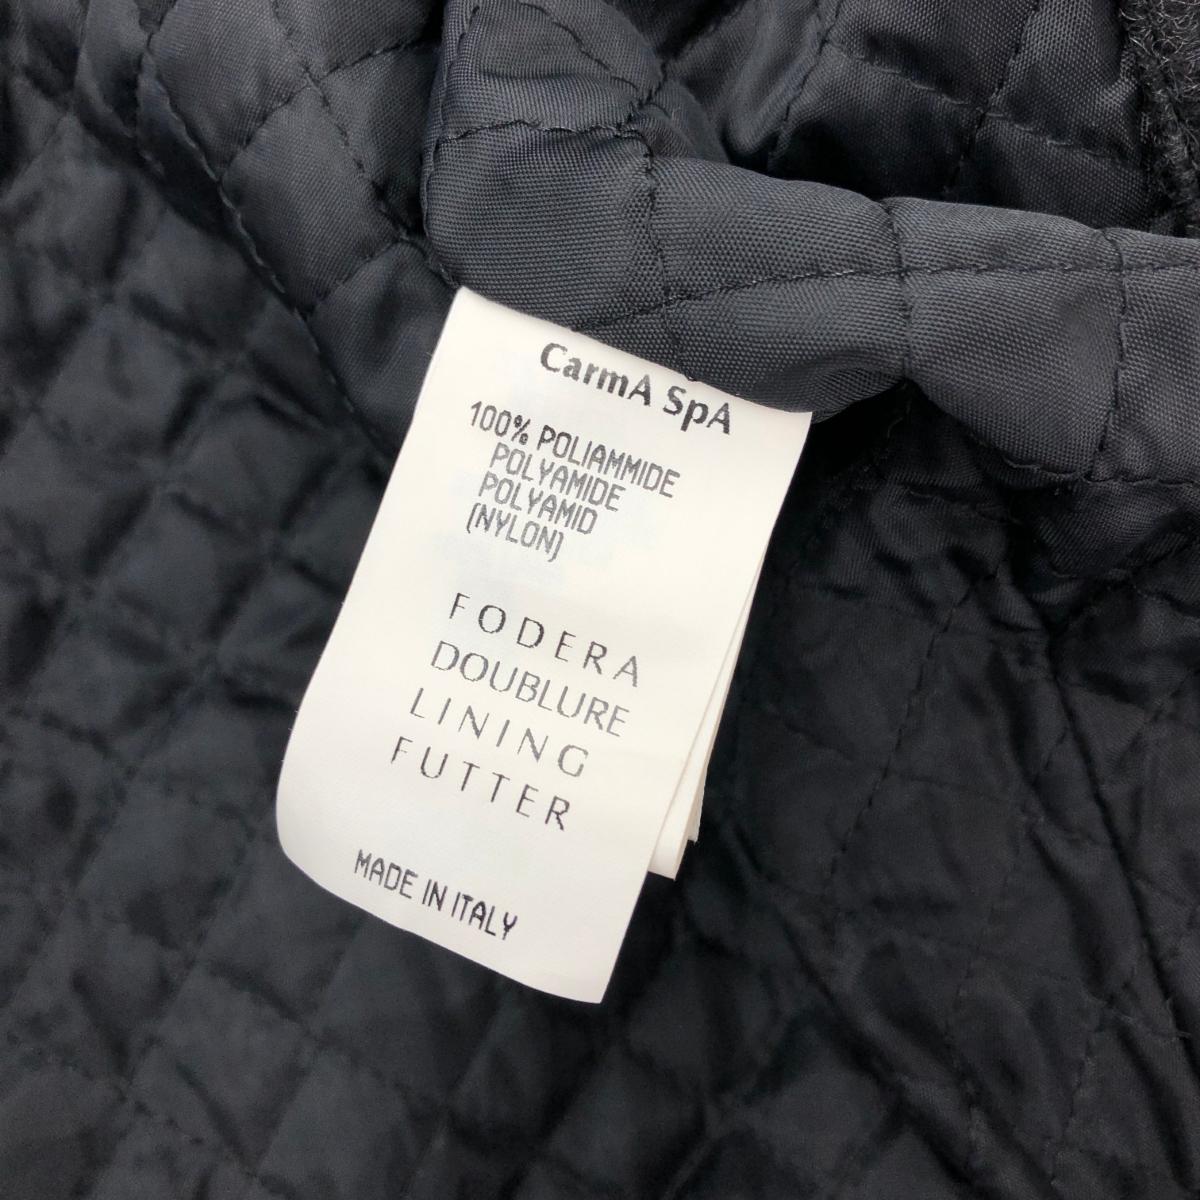 CarmA SpA
100% POLIAMMIDE
POLYAMIDE
POLYAMID
(NYLON)
FODERA
DOUBLURE
LINING
FUTTER
MADE IN ITALY